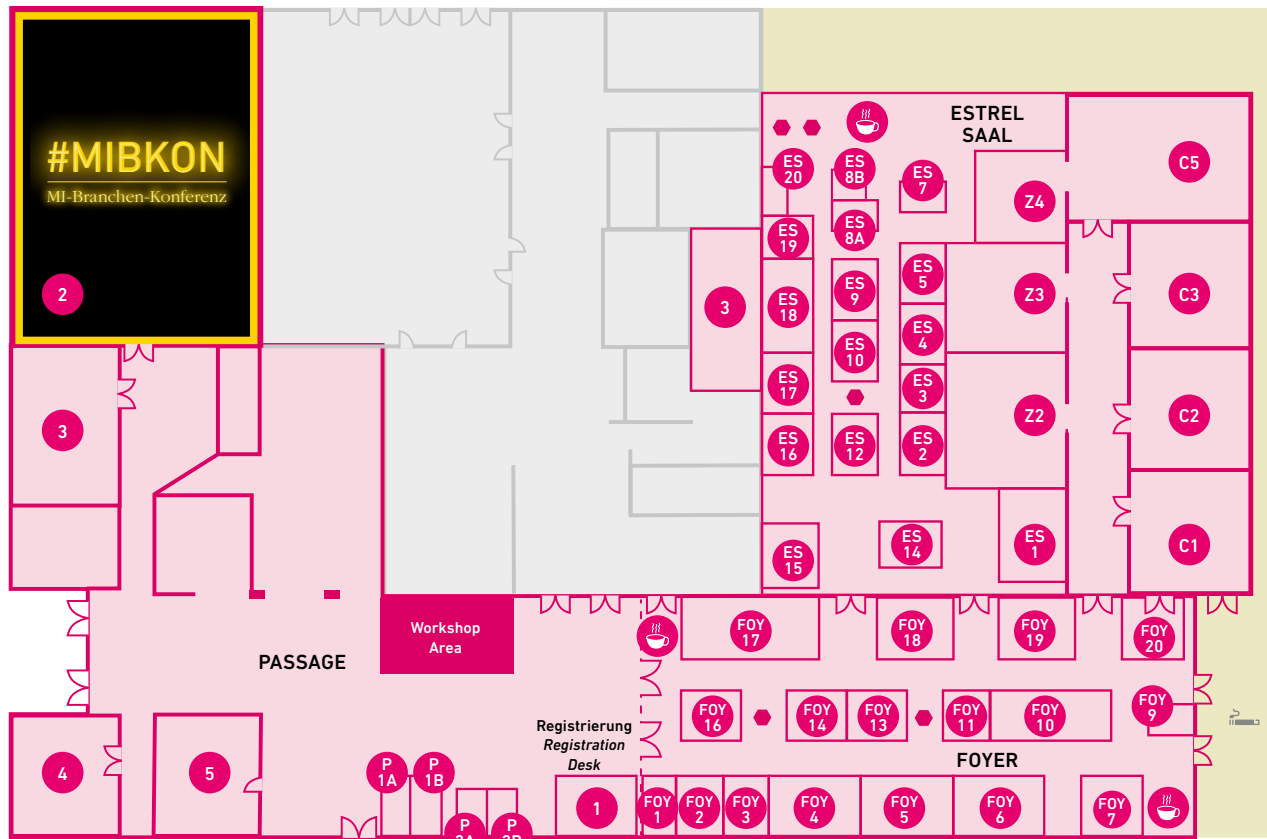 #MIBKON
MI-Branchen-Konferenz
2
ESTREL
SAAL
C5
ES
20
ES
8B
ES
7
Z4
ES
19
ES
8A
3
ES
18
ES
9
ES
5
Z3
C3
ES
4
ES
10
ES
17
ES
3
3
ES
16
ES
12
ES
2
Z2
C2
ES
15
ES
14
ES
1
C1
Workshop
Area
PASSAGE
FOY
17
FOY
18
FOY
19
FOY
20
FOY
16
FOY
14
FOY
13
FOY
11
FOY
10
FOY
9
Registrierung
Registration
Desk
FOYER
4
5
P
1A
P
1B
P
2A
P
2B
1
FOY
1
FOY
2
FOY
3
FOY
4
FOY
5
FOY
6
FOY
7